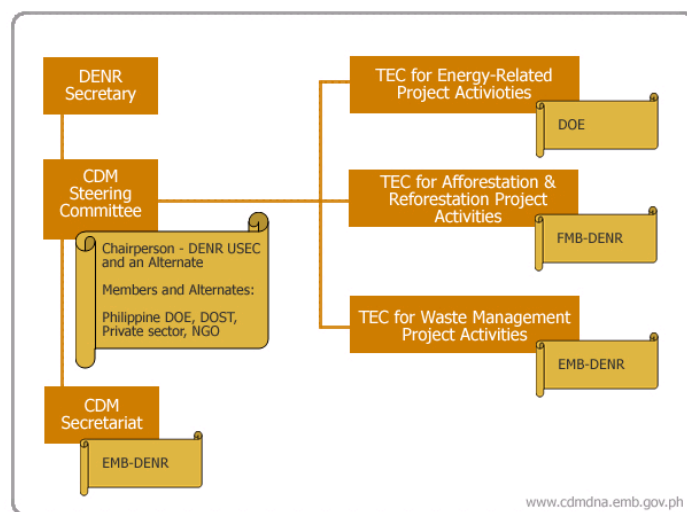 DENR
Secretary
CDM
Steering
Committee
Chairperson - DENR USEC
and an Alternate
Members and Alternates:
Philippine DOE, DOST,
Private sector, NGO
CDM
Secretariat
EMB-DENR
TEC for Energy-Related
Project Activioties
DOE
TEC for Afforestation &
Reforestation Project
Activities
FMB-DENR
TEC for Waste Management
Project Activities
EMB-DENR
www.cdmdna.emb.gov.ph